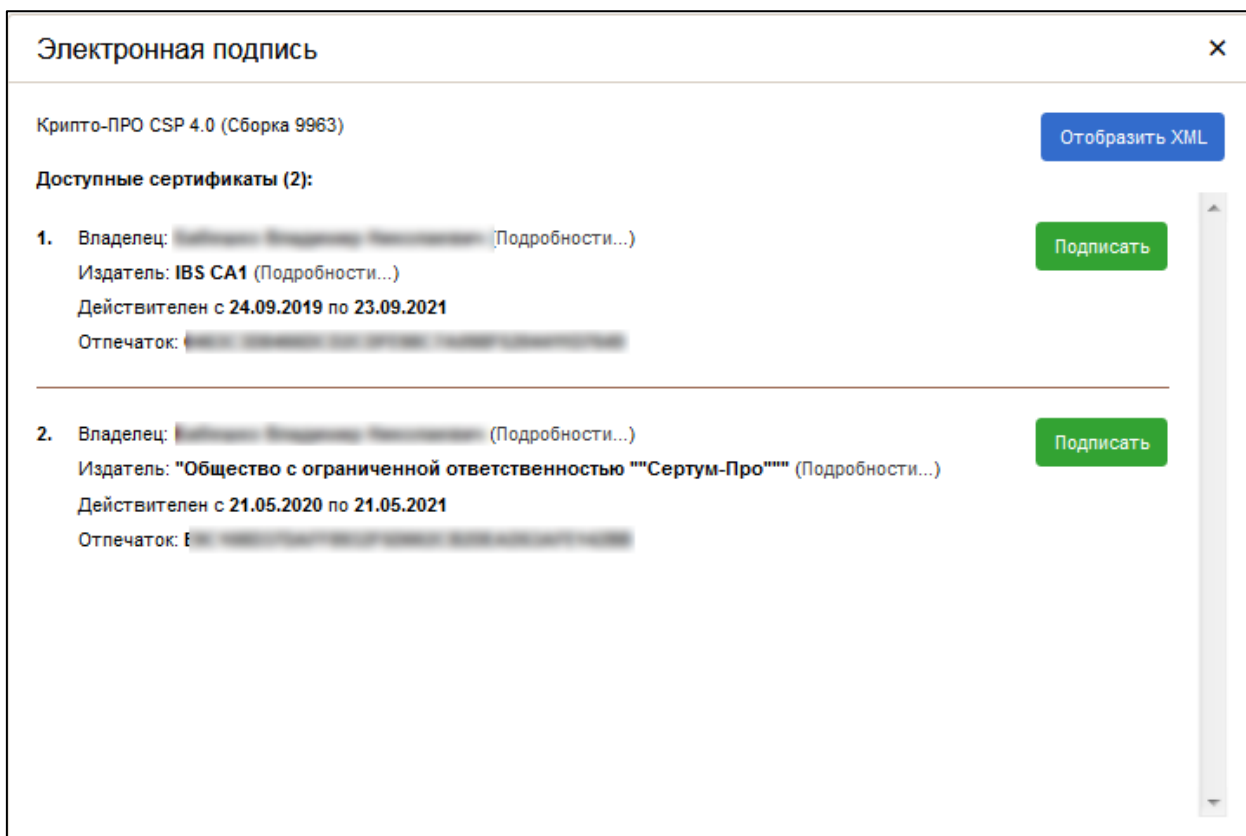 Электронная подпись ×
Крипто-ПРО CSP 4.0 (Сборка 9963)
Отобразить XML
Доступные сертификаты (2):
1. Владелец: (Подробности...)
Подписать
Издатель: IBS CA1 (Подробности...)
Действителен с 24.09.2019 по 23.09.2021
Отпечаток:
2. Владелец: (Подробности...)
Подписать
Издатель: "Общество с ограниченной ответственностью ""Сертум-Про""" (Подробности...)
Действителен с 21.05.2020 по 21.05.2021
Отпечаток: